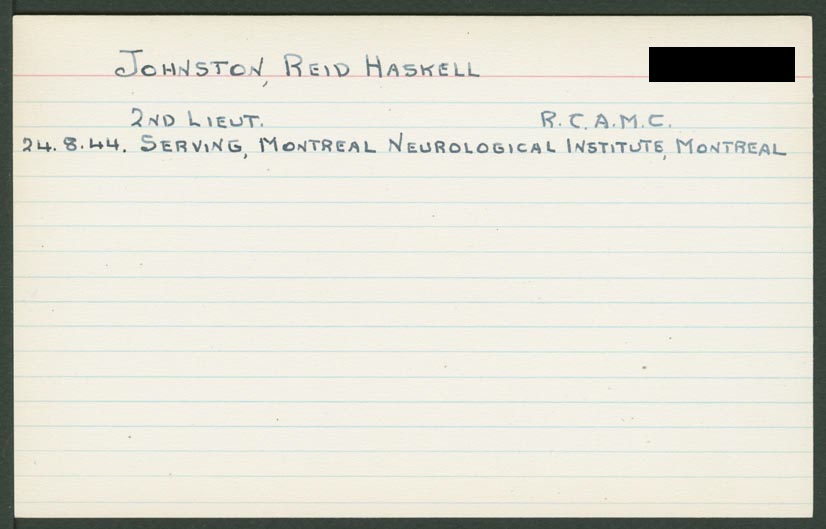 JOHNSTON, REID HASKELL
2ND LIEUT. R.C.A.M.C.
24.8.44. SERVING, MONTREAL NEUROLOGICAL INSTITUTE, MONTREAL